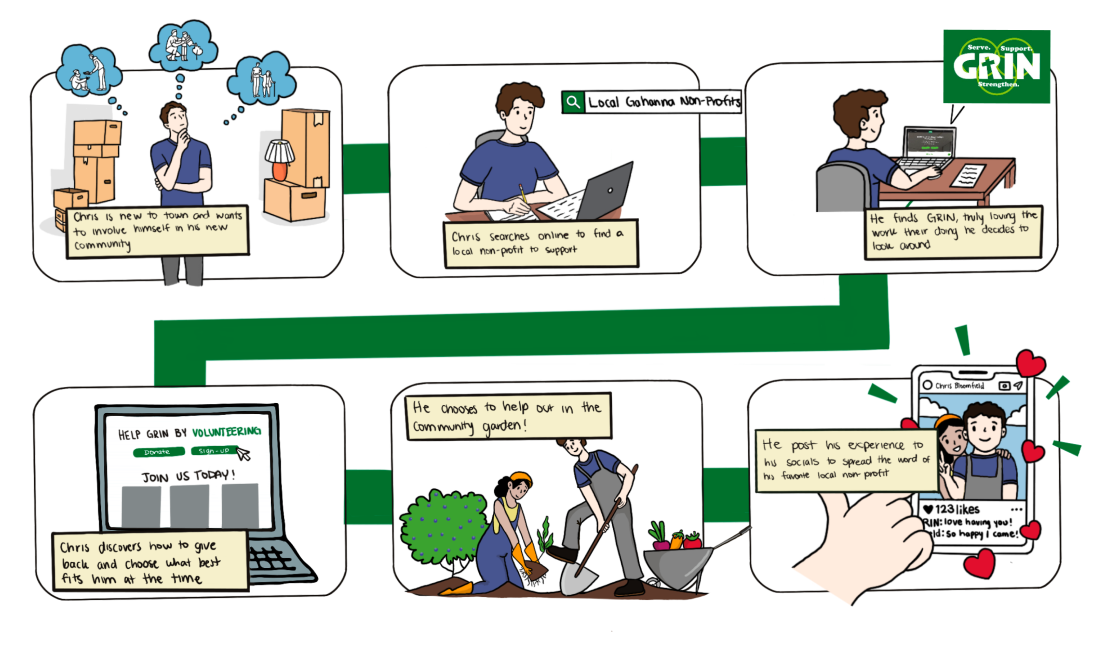 Serve. Support.
GRIN
Strengthen.
Chris is new to town and wants
to involve himself in his new
community
Local Gahanna Non-Profits
Chris searches online to find a
local non-profit to support
He finds GRIN, truly loving the
work their doing he decides to
look around
HELP GRIN BY VOLUNTEERING
Donate
Sign-up
JOIN US TODAY!
Chris discovers how to give
back and choose what best
fits him at the time
He chooses to help out in the
Community garden!
Chris Bloomfield
He post his experience to
his socials to spread the word of
his favorite local non-profit
123 likes
RIN: love having you!
ld: so happy I came!